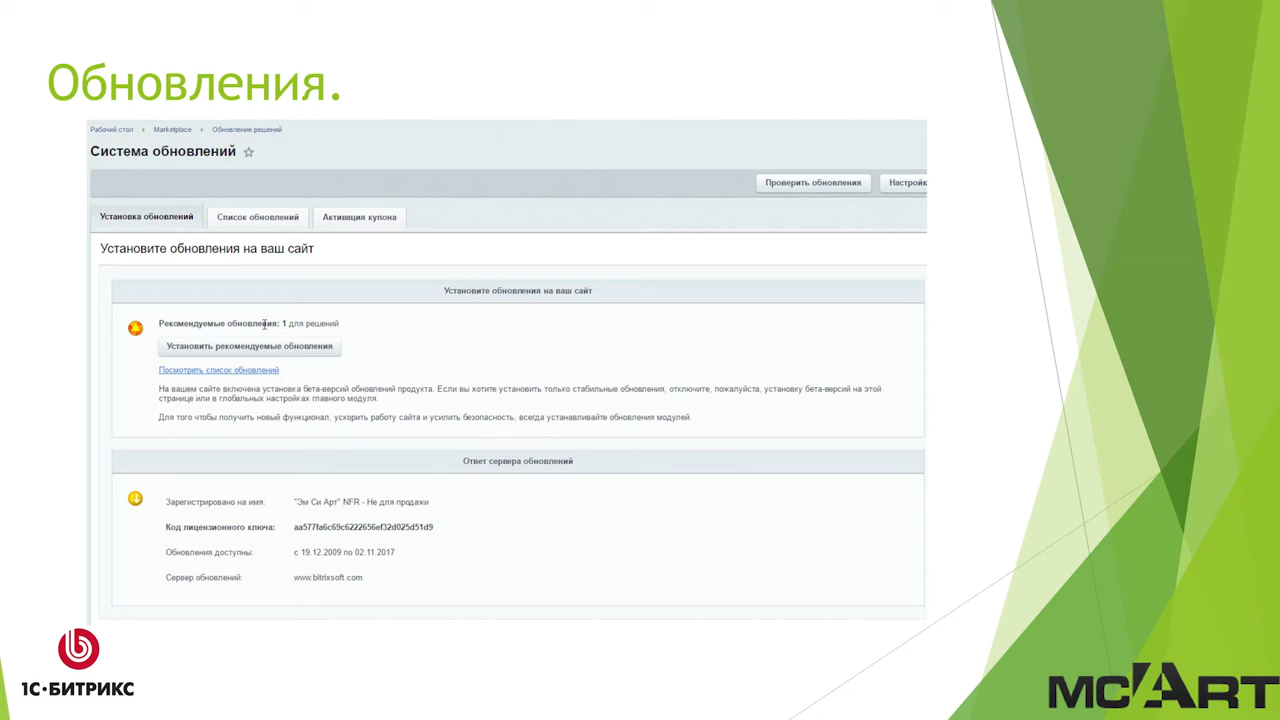 Обновления.
Рабочий стол › Marketplace › Обновление решений
Система обновлений
Проверить обновления
Настройк
Установка обновлений
Список обновлений
Активация купона
Установите обновления на ваш сайт
Установите обновления на ваш сайт
Рекомендуемые обновления: 1 для решений
Установить рекомендуемые обновления
Посмотреть список обновлений
На вашем сайте включена установка бета-версий обновлений продукта. Если вы хотите установить только стабильные обновления, отключите, пожалуйста, установку бета-версий на этой
странице или в глобальных настройках главного модуля.
Для того чтобы получить новый функционал, ускорить работу сайта и усилить безопасность, всегда устанавливайте обновления модулей.
Ответ сервера обновлений
Зарегистрировано на имя: "Эм Си Арт" NFR - Не для продажи
Код лицензионного ключа: aa577fa6c69c6222656ef32d025d51d9
Обновления доступны: с 19.12.2009 по 02.11.2017
Сервер обновлений: www.bitrixsoft.com
1С·БИТРИКС
MCART